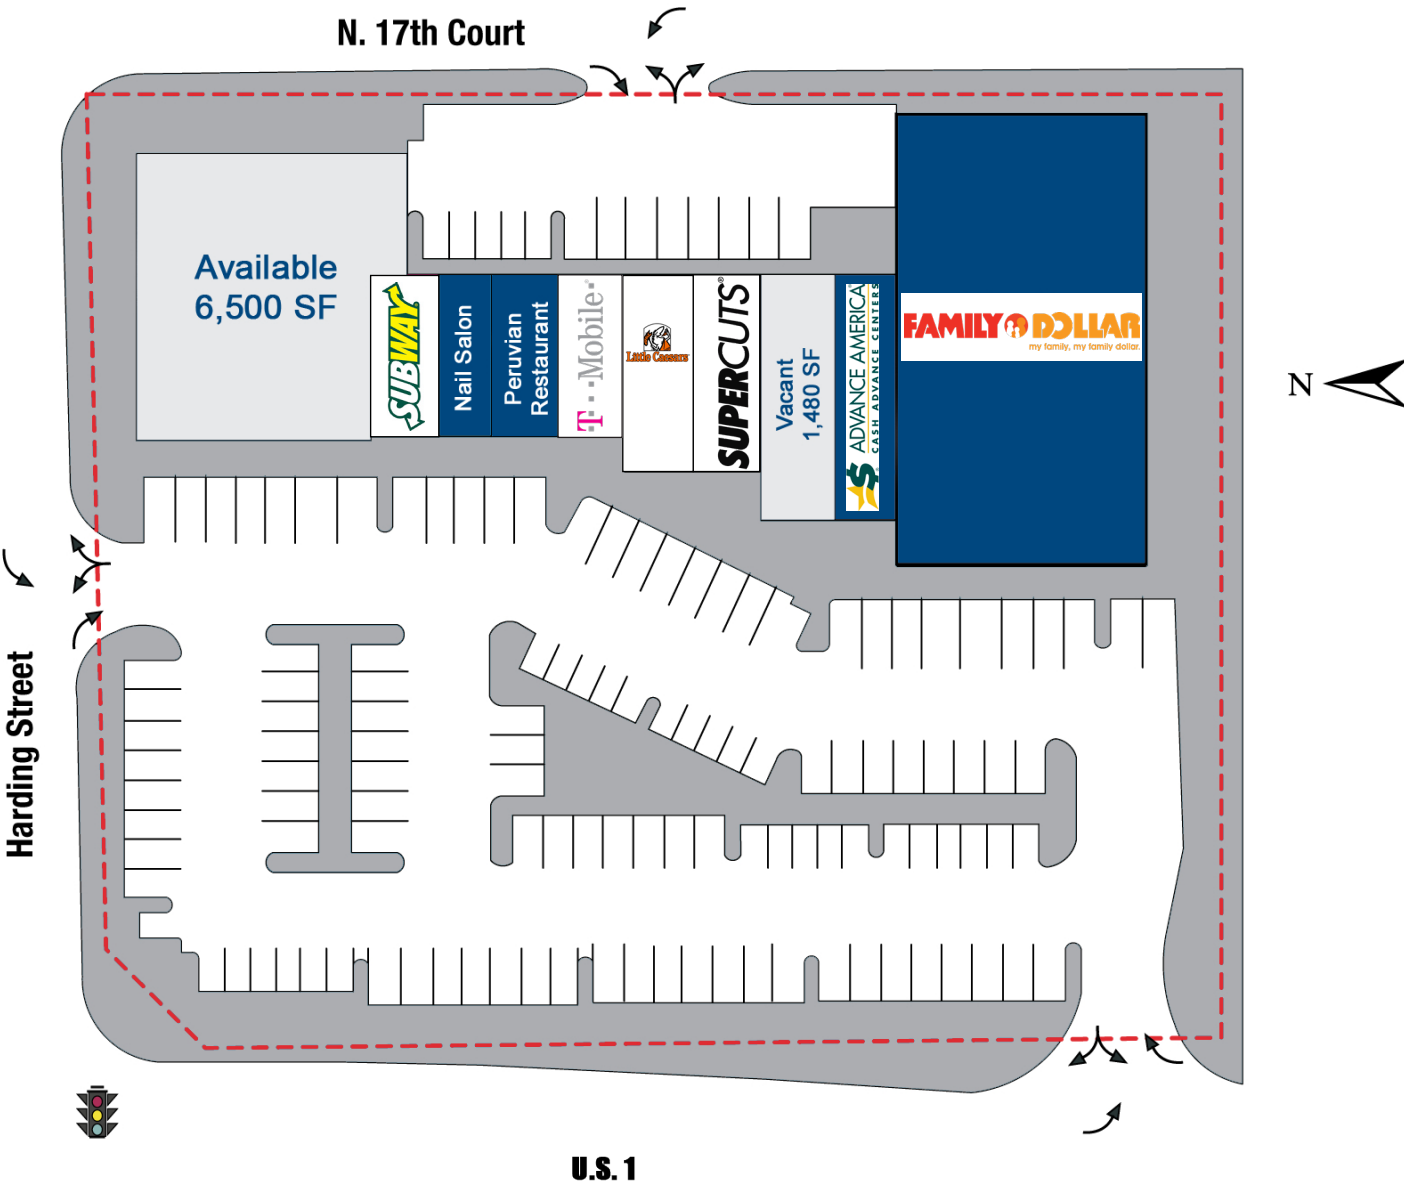 N. 17th Court
Available
6,500 SF
SUBWAY
Nail Salon
Peruvian
Restaurant
T··Mobile·
Little Caesars
SUPERCUTS®
Vacant
1,480 SF
$ ADVANCE AMERICA
CASH ADVANCE CENTERS
FAMILY DOLLAR
my family, my family dollar.
N
Harding Street
U.S. 1